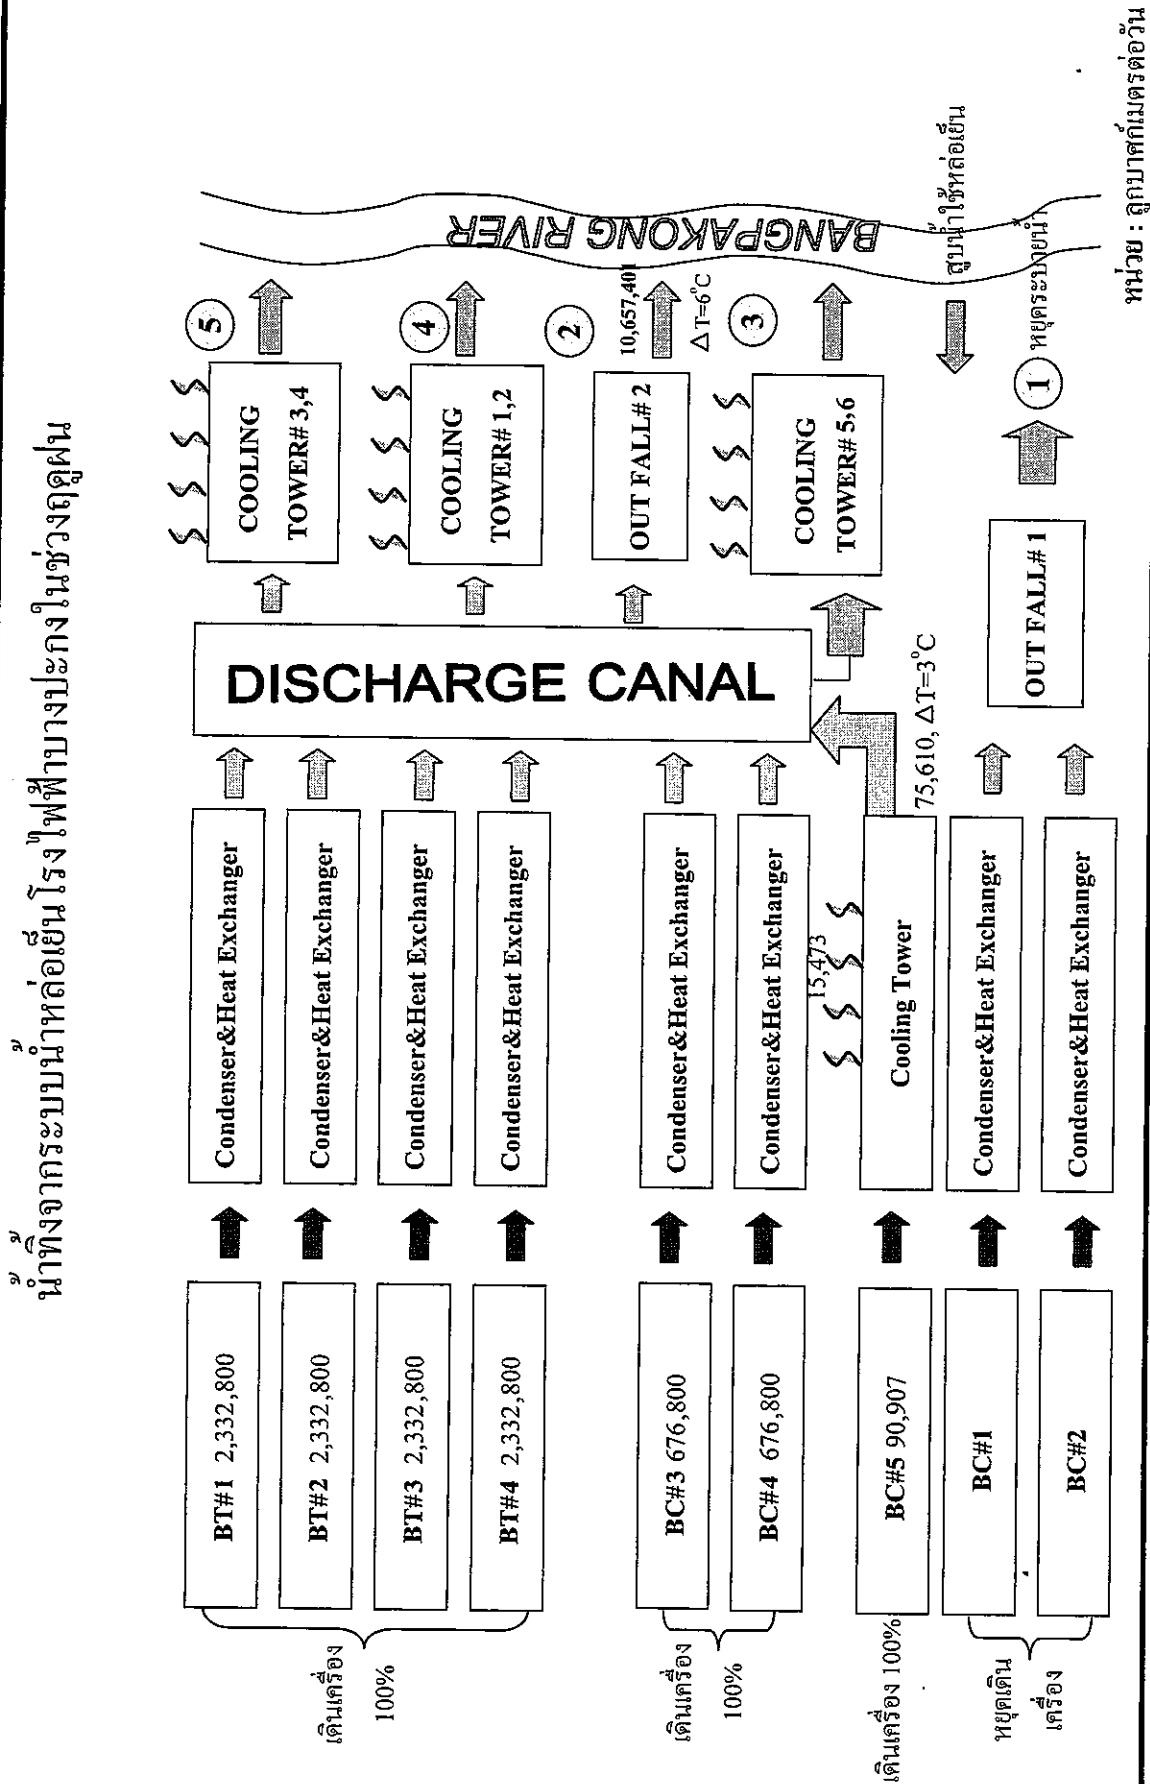 น้ำทิ้งจากระบบน้ำหล่อเย็นโรงไฟฟ้าบางประกงในช่วงฤดูฝน
เดินเครื่อง
100%
BT#1 2,332,800
Condenser&Heat Exchanger
BT#2 2,332,800
Condenser&Heat Exchanger
BT#3 2,332,800
Condenser&Heat Exchanger
BT#4 2,332,800
Condenser&Heat Exchanger
เดินเครื่อง
100%
BC#3 676,800
Condenser&Heat Exchanger
BC#4 676,800
Condenser&Heat Exchanger
เดินเครื่อง 100%
BC#5 90,907
15,473
Cooling Tower
75,610, △T=3°C
หยุดเดิน
เครื่อง
BC#1
Condenser&Heat Exchanger
BC#2
Condenser&Heat Exchanger
DISCHARGE CANAL
COOLING
TOWER# 3,4
5
COOLING
TOWER# 1,2
4
OUT FALL# 2
2
10,657,401
△T=6°C
COOLING
TOWER# 5,6
3
OUT FALL# 1
1
หยุดระบายน้ำ
สูบน้ำใช้หล่อเย็น
BANGPAKONG RIVER
หน่วย : ลูกบาศก์เมตรต่อวัน